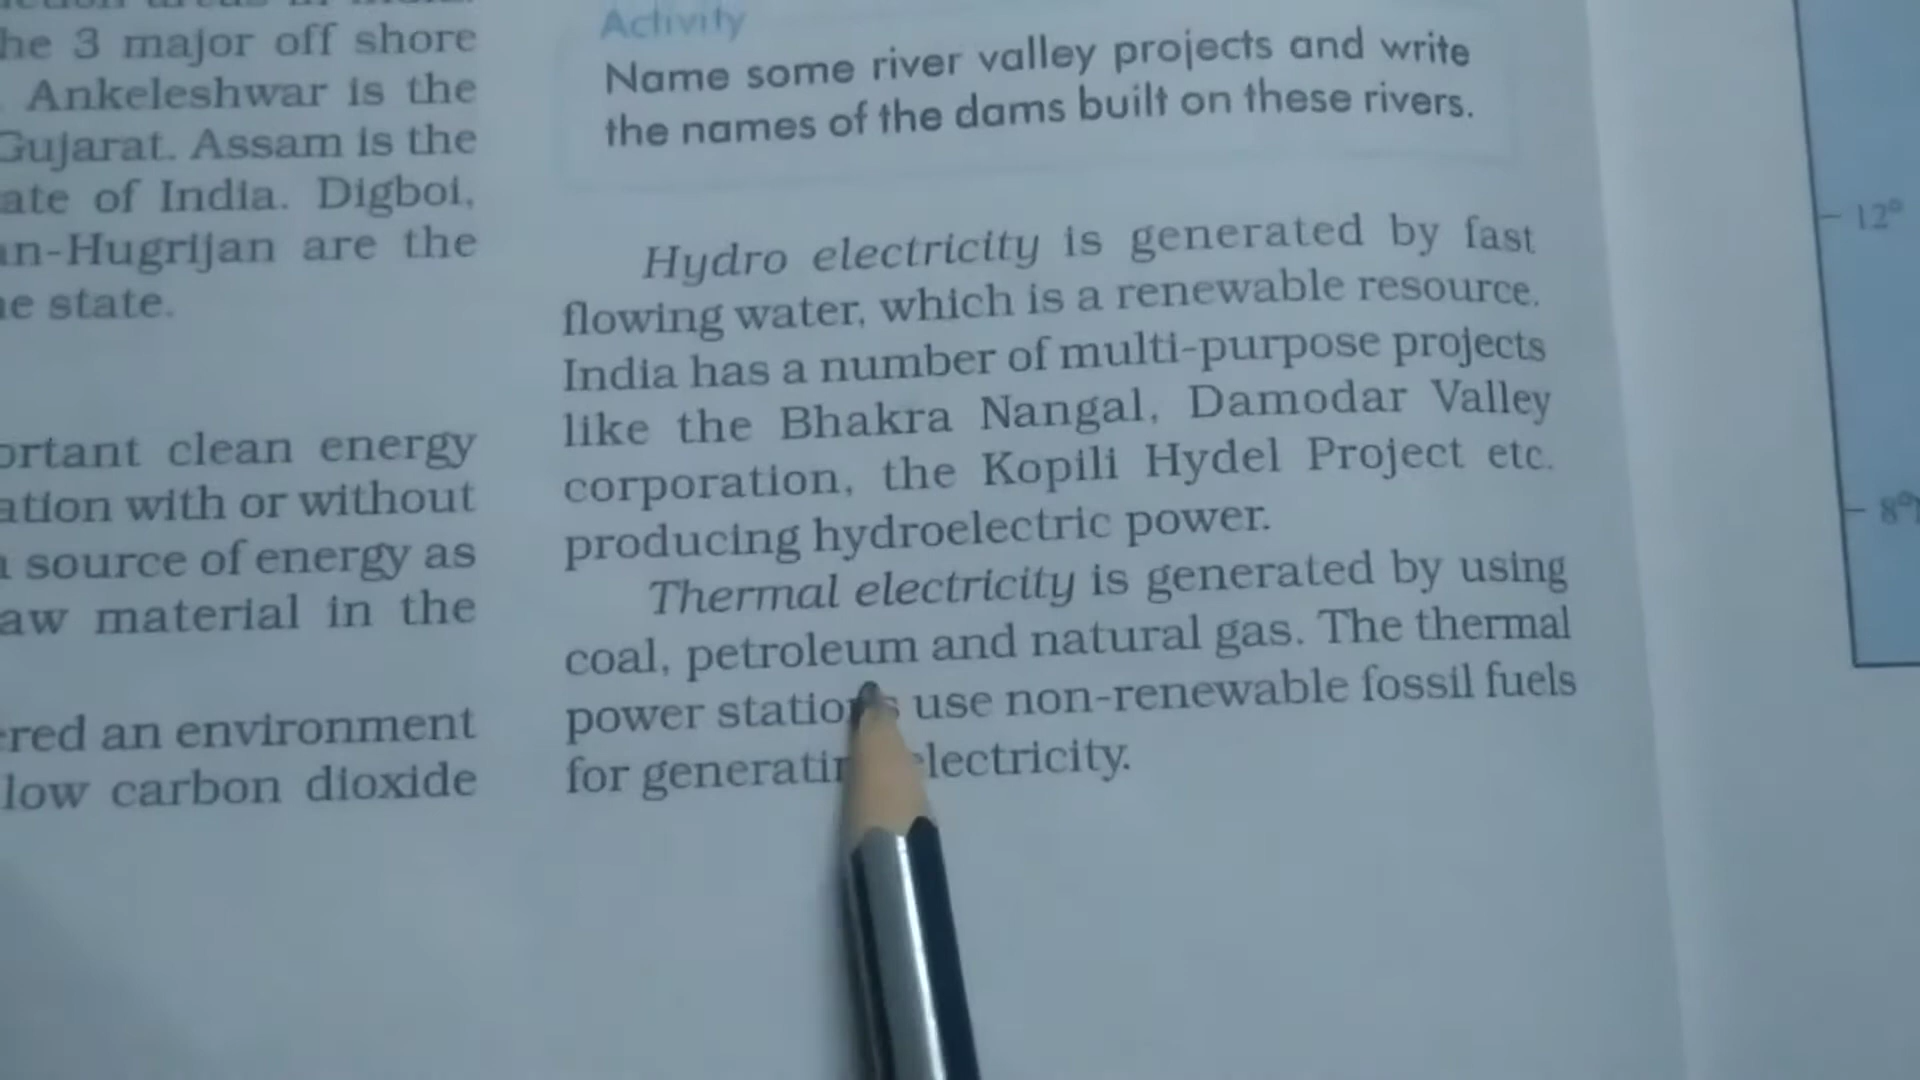 he 3 major off shore
Ankeleshwar is the
Gujarat. Assam is the
ate of India. Digboi,
an-Hugrijan are the
e state.
ortant clean energy
ation with or without
source of energy as
aw material in the
red an environment
low carbon dioxide
Activity
Name some river valley projects and write
the names of the dams built on these rivers.
Hydro electricity is generated by fast
flowing water, which is a renewable resource.
India has a number of multi-purpose projects
like the Bhakra Nangal, Damodar Valley
corporation, the Kopili Hydel Project etc.
producing hydroelectric power.
Thermal electricity is generated by using
coal, petroleum and natural gas. The thermal
power stations use non-renewable fossil fuels
for generatin lectricity.
12°
8°